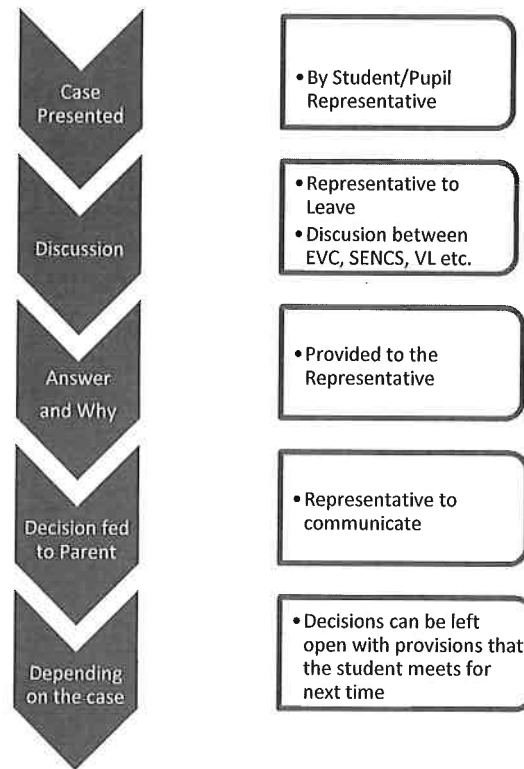 Case
Presented
• By Student/Pupil
Representative
Discussion
• Representative to
Leave
• Discusion between
EVC, SENCS, VL etc.
Answer
and Why
• Provided to the
Representative
Decision fed
to Parent
• Representative to
communicate
Depending
on the case
• Decisions can be left
open with provisions that
the student meets for
next time